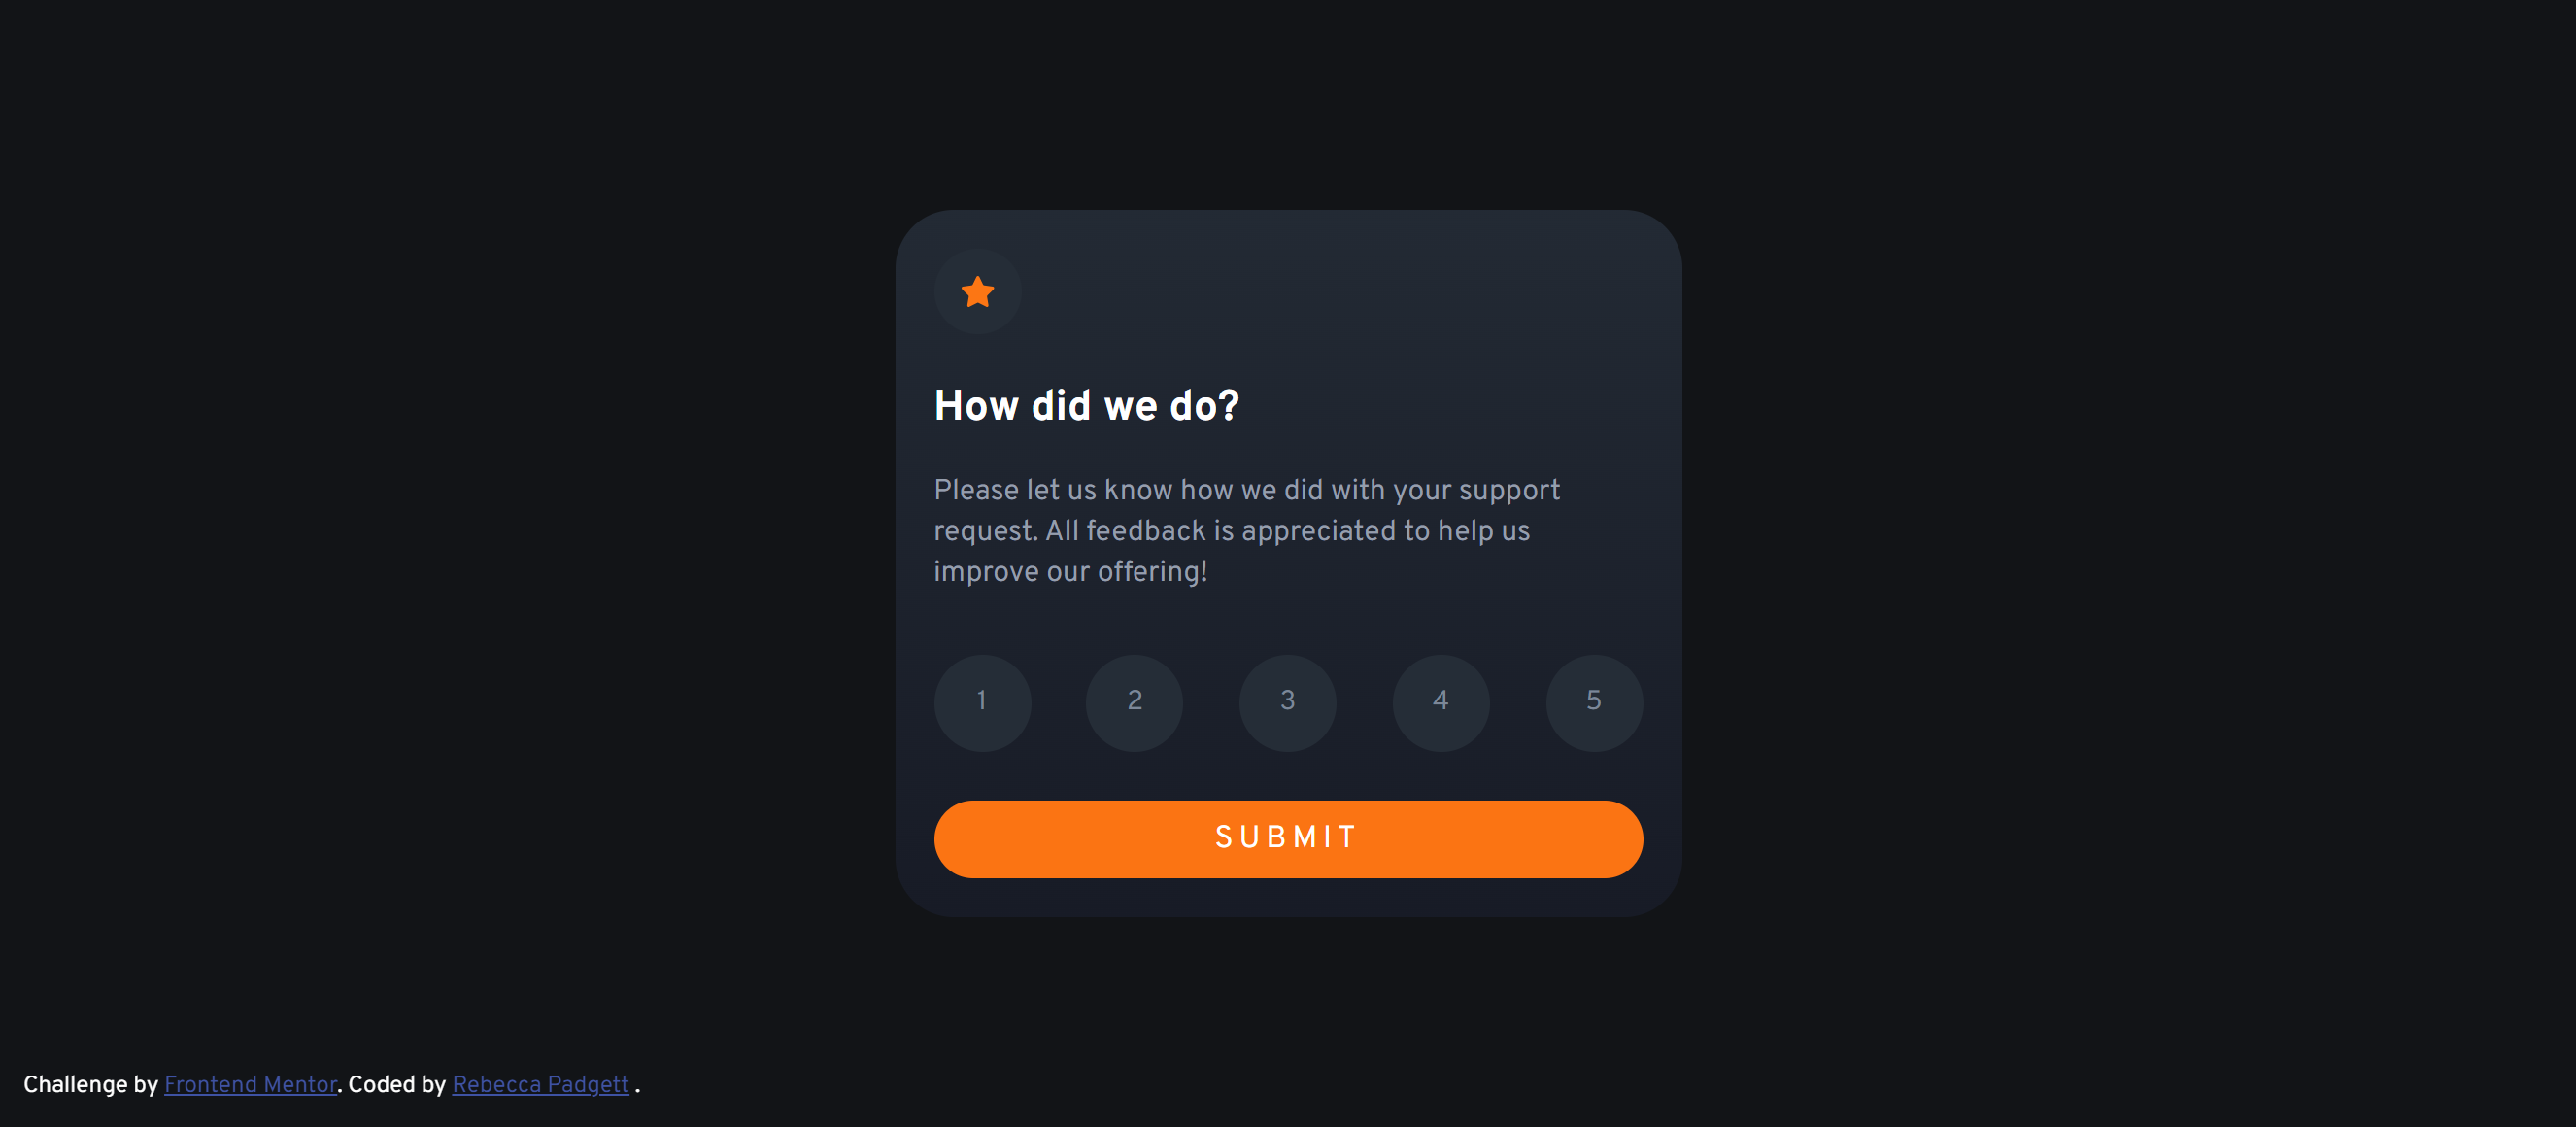 How did we do?
Please let us know how we did with your support
request. All feedback is appreciated to help us
improve our offering!
1 2 3 4 5
SUBMIT
Challenge by Frontend Mentor. Coded by Rebecca Padgett .